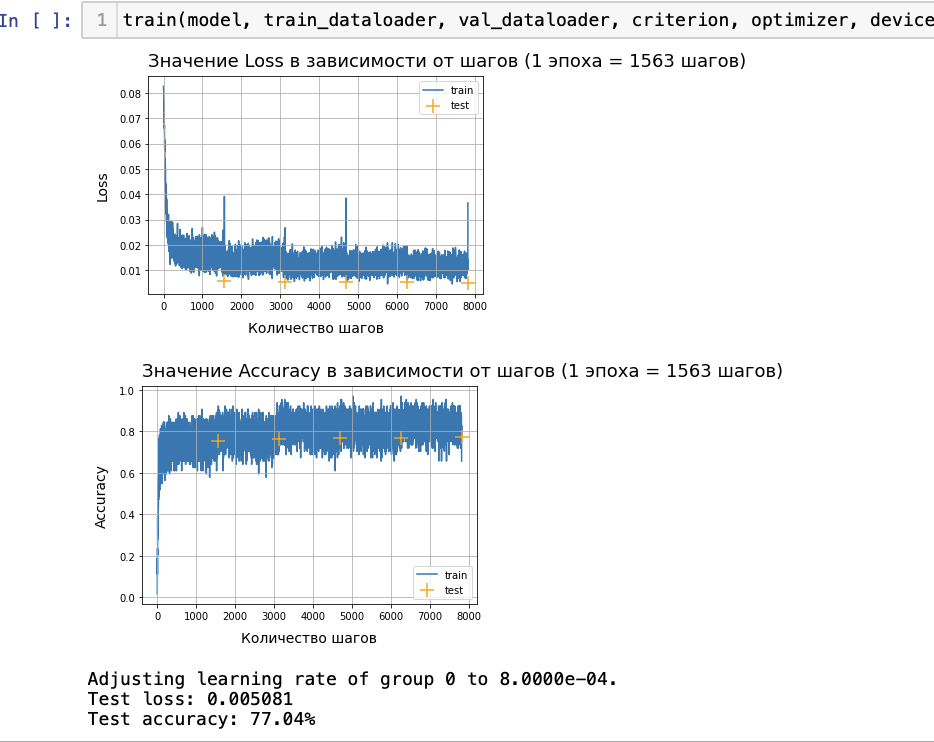 In [ ]: 1 train(model, train_dataloader, val_dataloader, criterion, optimizer, device
Значение Loss в зависимости от шагов (1 эпоха = 1563 шагов)
train
test
0.08
0.07
0.06
0.05
0.04
0.03
0.02
0.01
Loss
0 1000 2000 3000 4000 5000 6000 7000 8000
Количество шагов
Значение Accuracy в зависимости от шагов (1 эпоха = 1563 шагов)
1.0
0.8
0.6
0.4
0.2
0.0
Accuracy
train
test
0 1000 2000 3000 4000 5000 6000 7000 8000
Количество шагов
Adjusting learning rate of group 0 to 8.0000e-04.
Test loss: 0.005081
Test accuracy: 77.04%